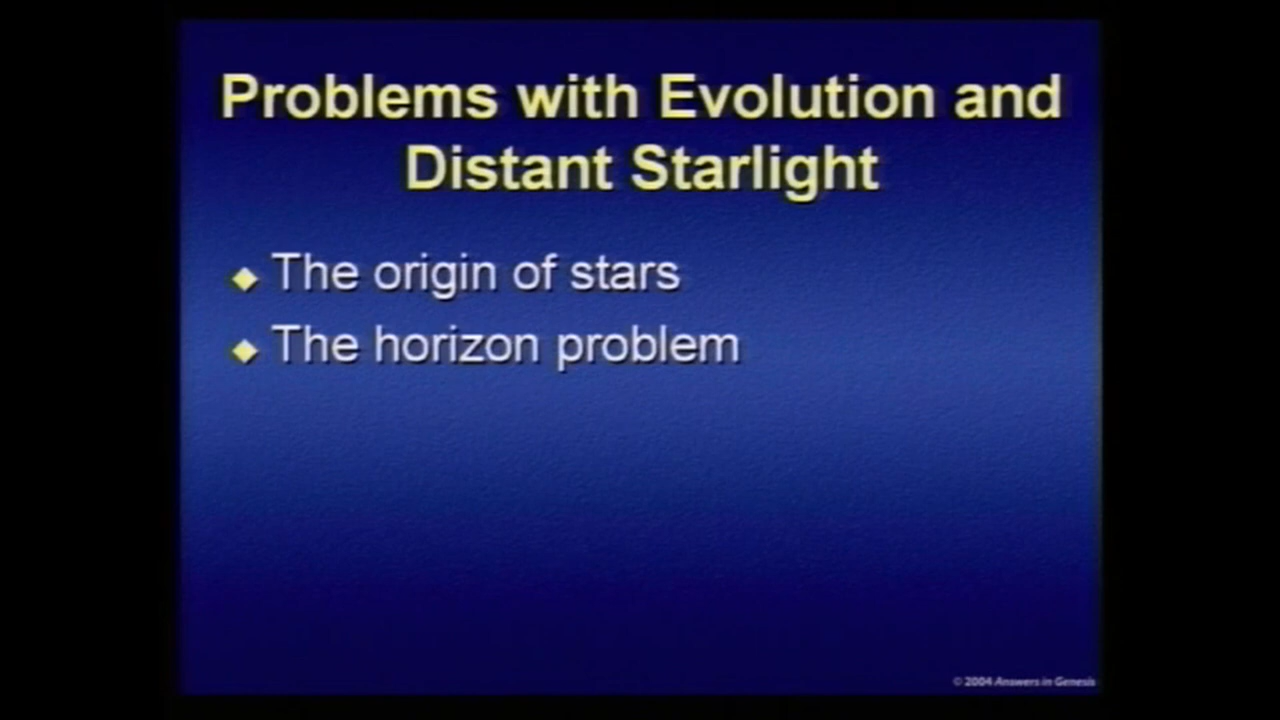 Problems with Evolution and
Distant Starlight
The origin of stars
The horizon problem
© 2004 Answers in Genesis